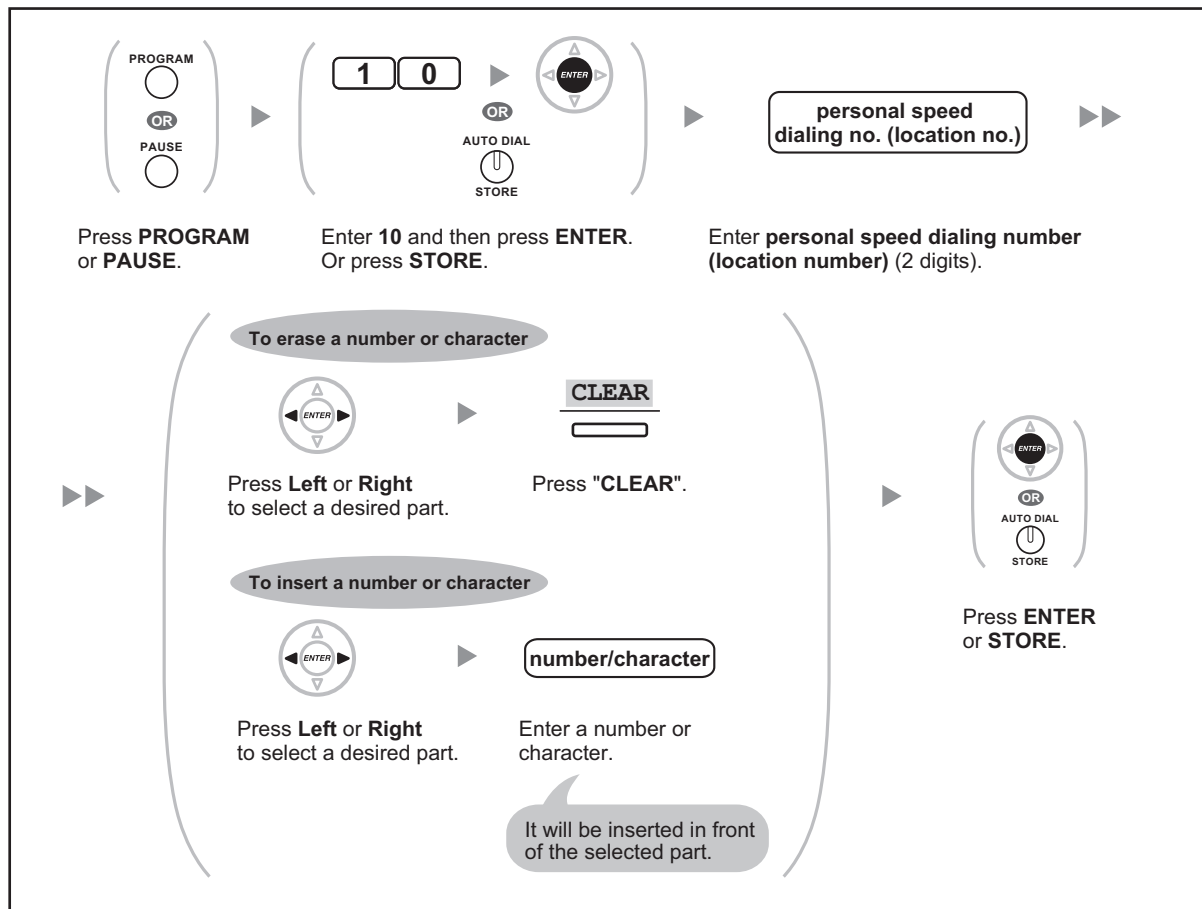 PROGRAM
OR
PAUSE
1 0
ENTER
OR
AUTO DIAL
STORE
personal speed
dialing no. (location no.)
Press PROGRAM
or PAUSE.
Enter 10 and then press ENTER.
Or press STORE.
Enter personal speed dialing number
(location number) (2 digits).
To erase a number or character
ENTER
CLEAR
Press Left or Right
to select a desired part.
Press "CLEAR".
To insert a number or character
ENTER
number/character
Press Left or Right
to select a desired part.
Enter a number or
character.
It will be inserted in front
of the selected part.
ENTER
OR
AUTO DIAL
STORE
Press ENTER
or STORE.